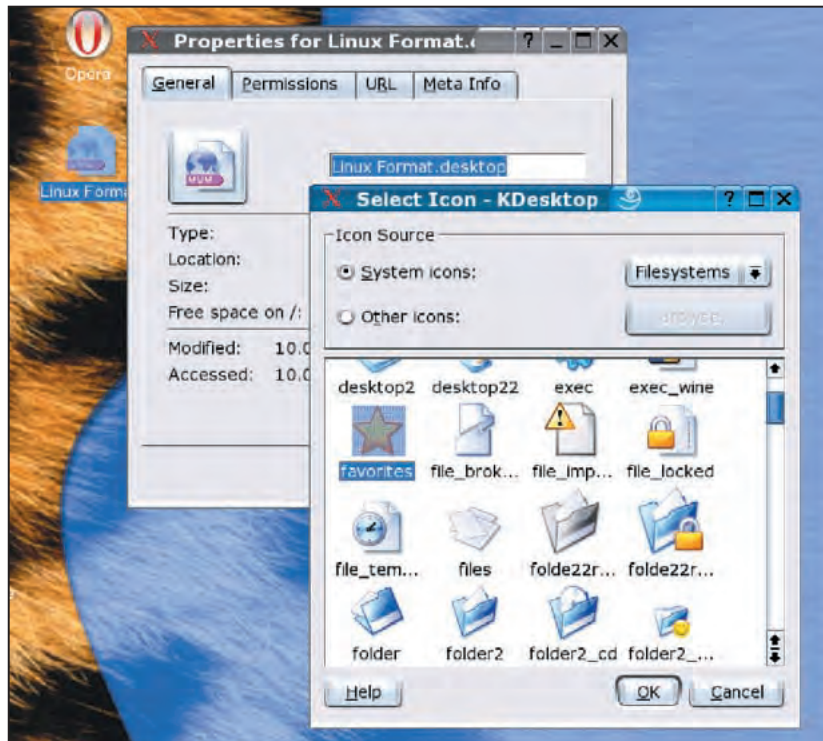 Opera
Linux Forma
Properties for Linux Format.
General Permissions URL Meta Info
Linux Format.desktop
Type:
Location:
Size:
Free space on /:
Modified: 10.0
Accessed: 10.0
Select Icon - KDesktop
Icon Source
System icons: Filesystems
Other icons: Browse...
desktop2 desktop22 exec exec_wine
favorites file_brok... file_imp... file_locked
file_tem... files folde22r... folde22r...
folder folder2 folder2_cd folder2_...
Help OK Cancel